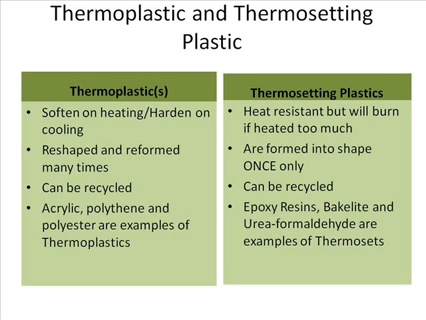 Thermoplastic and Thermosetting
Plastic
Thermoplastic(s)
• Soften on heating/Harden on
cooling
• Reshaped and reformed
many times
• Can be recycled
• Acrylic, polythene and
polyester are examples of
Thermoplastics
Thermosetting Plastics
• Heat resistant but will burn
if heated too much
• Are formed into shape
ONCE only
• Can be recycled
• Epoxy Resins, Bakelite and
Urea-formaldehyde are
examples of Thermosets